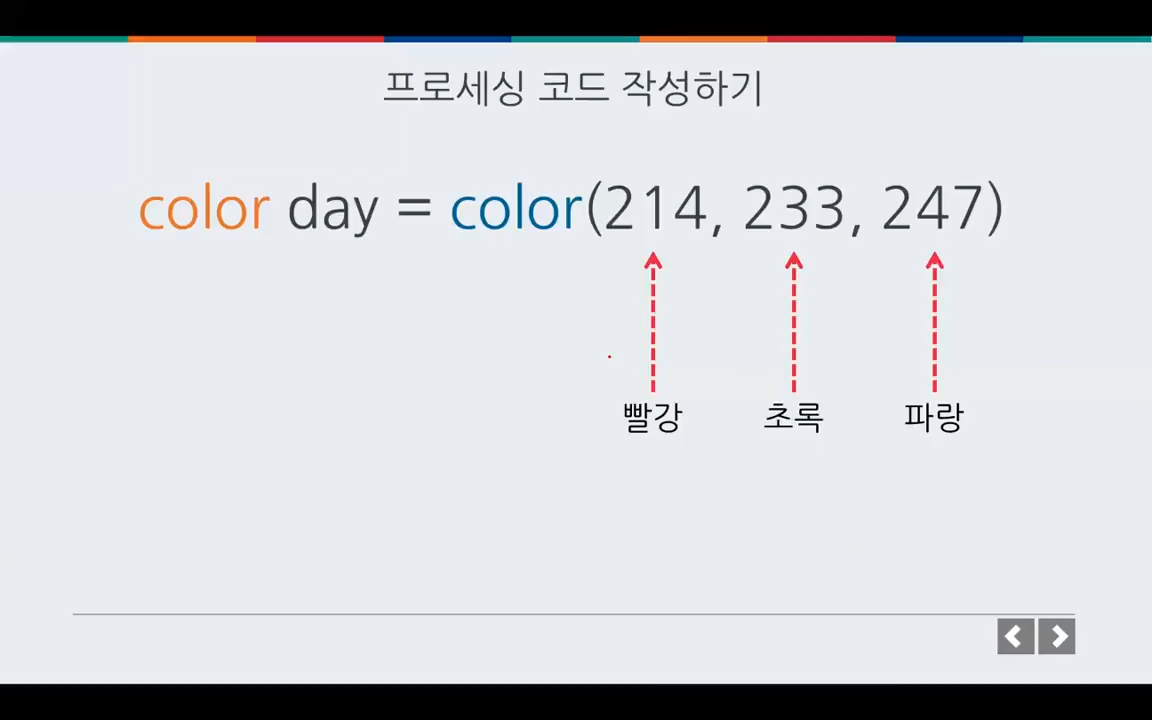 프로세싱 코드 작성하기
color day = color(214, 233, 247)
빨강 초록 파랑